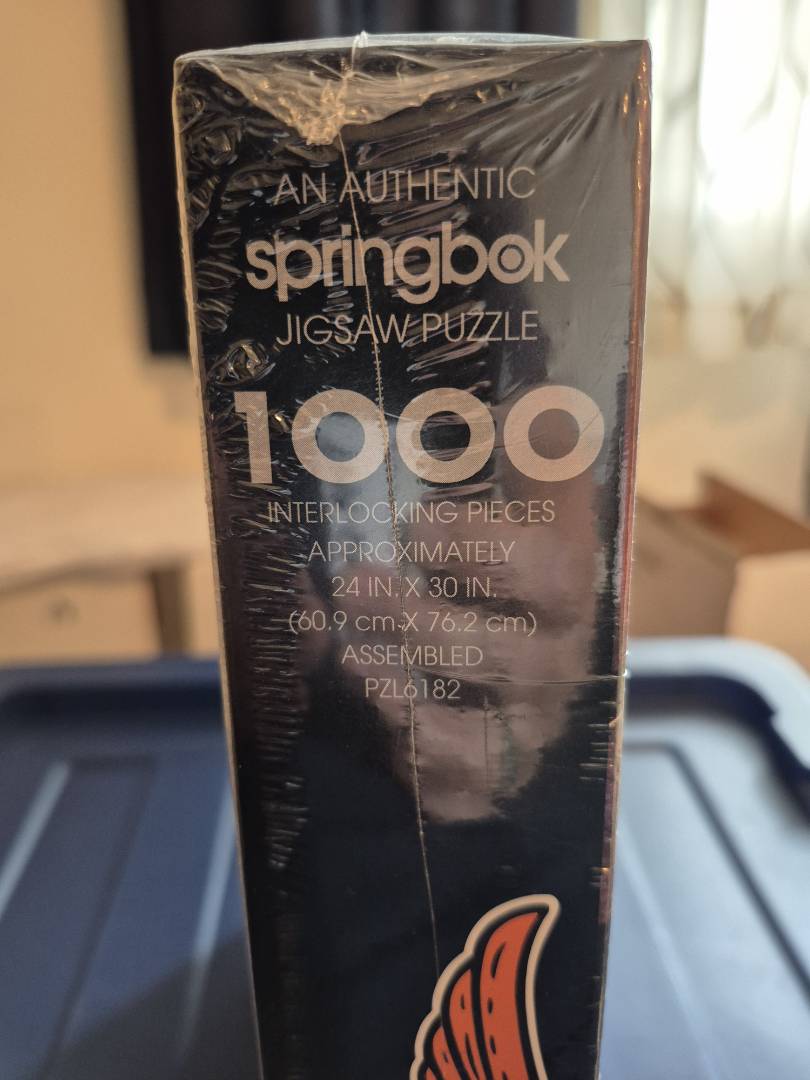 AN AUTHENTIC
springbok
JIGSAW PUZZLE
1000
INTERLOCKING PIECES
APPROXIMATELY
24 IN. X 30 IN.
(60.9 cm X 76.2 cm)
ASSEMBLED
PZL6182